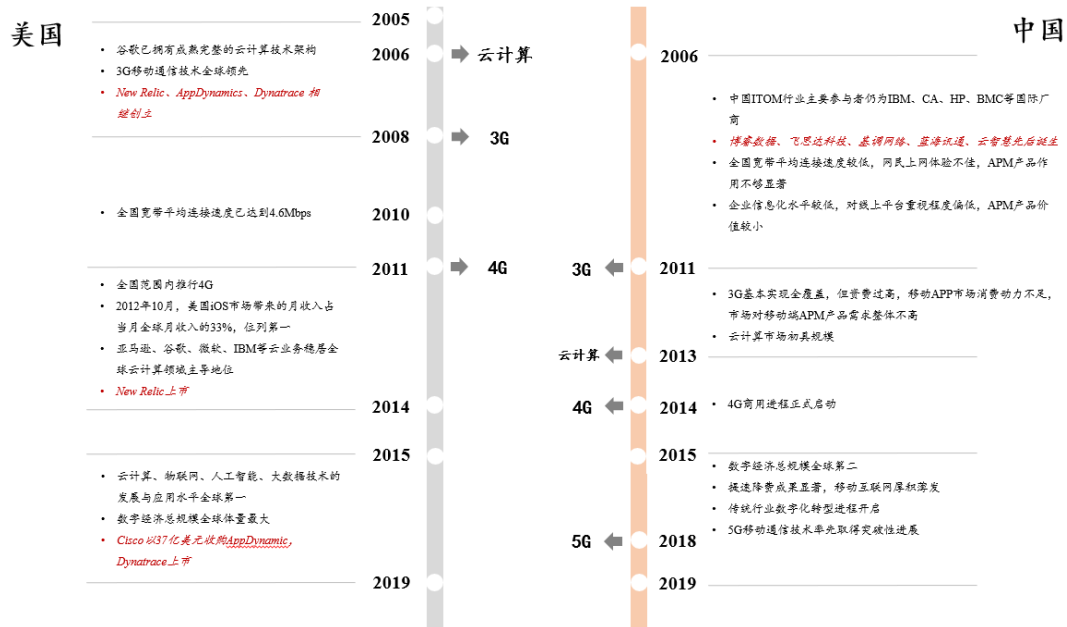 美国
2005
2006
云计算
谷歌已拥有成熟完整的云计算技术架构
3G移动通信技术全球领先
New Relic、AppDynamics、Dynatrace 相
继创立
2008
3G
全国宽带平均连接速度已达到4.6Mbps
2010
2011
4G
全国范围内推行4G
2012年10月，美国iOS市场带来的月收入占
当月全球月收入的33%，位列第一
亚马逊、谷歌、微软、IBM等云业务稳居全
球云计算领域主导地位
New Relic上市
2014
2015
云计算、物联网、人工智能、大数据技术的
发展与应用水平全球第一
数字经济总规模全球体量最大
Cisco以37亿美元收购AppDynamic，
Dynatrace上市
2019
中国
2006
中国ITOM行业主要参与者仍为IBM、CA、HP、BMC等国际厂
商
博睿数据、飞思达科技、基调网络、蓝海讯通、云智慧先后诞生
全国宽带平均连接速度较低，网民上网体验不佳，APM产品作
用不够显著
企业信息化水平较低，对线上平台重视程度偏低，APM产品价
值较小
3G
2011
3G基本实现全覆盖，但资费过高，移动APP市场消费动力不足，
市场对移动端APM产品需求整体不高
云计算市场初具规模
云计算
2013
4G
2014
4G商用进程正式启动
2015
数字经济总规模全球第二
提速降费成果显著，移动互联网厚积薄发
传统行业数字化转型进程开启
5G移动通信技术率先取得突破性进展
5G
2018
2019